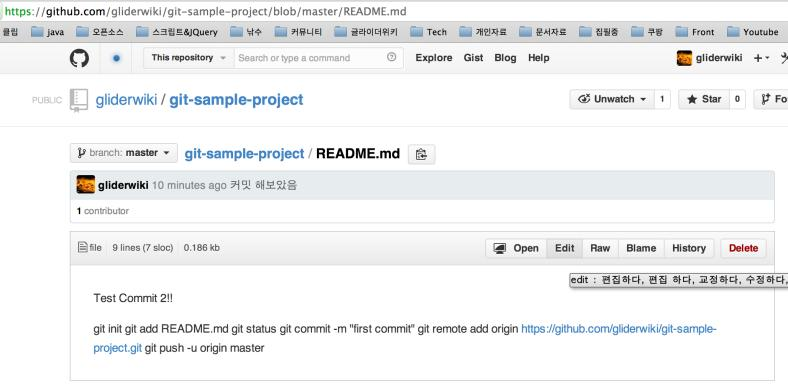 https://github.com/gliderwiki/git-sample-project/blob/master/README.md
클립 java 오픈소스 스크립트&JQuery 낚수 커뮤니티 글라이더위키 Tech 개인자료 문서자료 집필중 쿠팡 Front Youtube
This repository Search or type a command Explore Gist Blog Help gliderwiki
PUBLIC gliderwiki / git-sample-project Unwatch 1 Star 0 Fo
branch: master git-sample-project / README.md
gliderwiki 10 minutes ago 커밋 해보았음
1 contributor
file 9 lines (7 sloc) 0.186 kb Open Edit Raw Blame History Delete
edit : 편집하다, 편집 하다, 교정하다, 수정하다,
Test Commit 2!!
git init git add README.md git status git commit -m "first commit" git remote add origin https://github.com/gliderwiki/git-sample-
project.git git push -u origin master